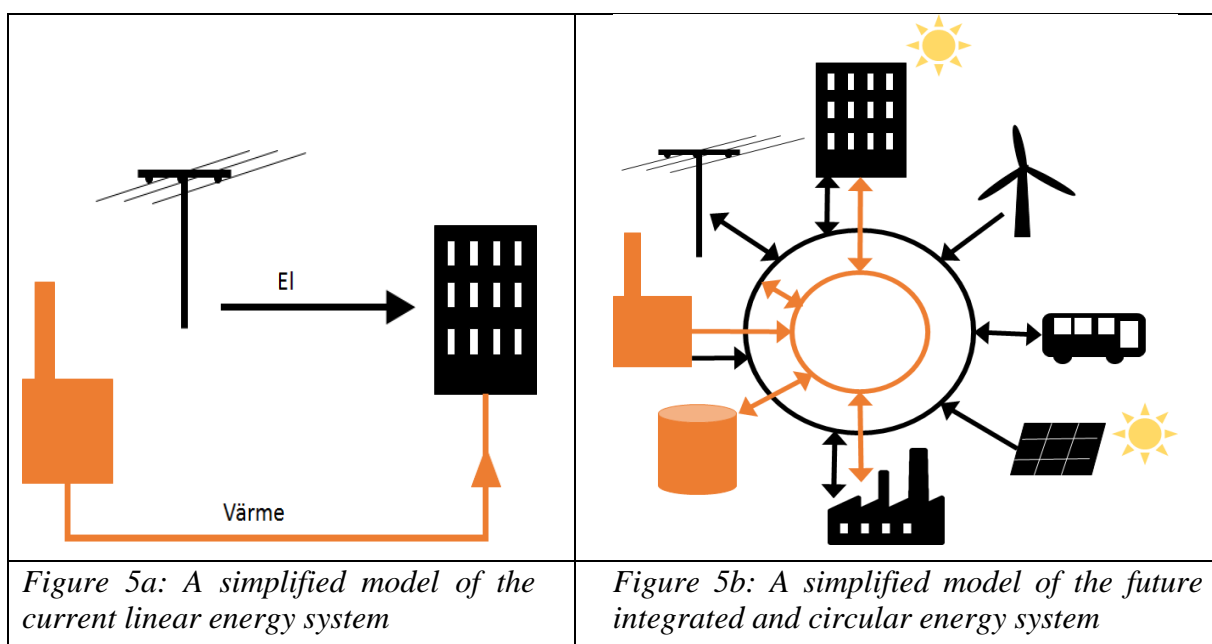 El
Värme
Figure 5a: A simplified model of the
current linear energy system
Figure 5b: A simplified model of the future
integrated and circular energy system